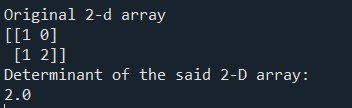 Original 2-d array
[[1 0]
 [1 2]]
Determinant of the said 2-D array:
2.0